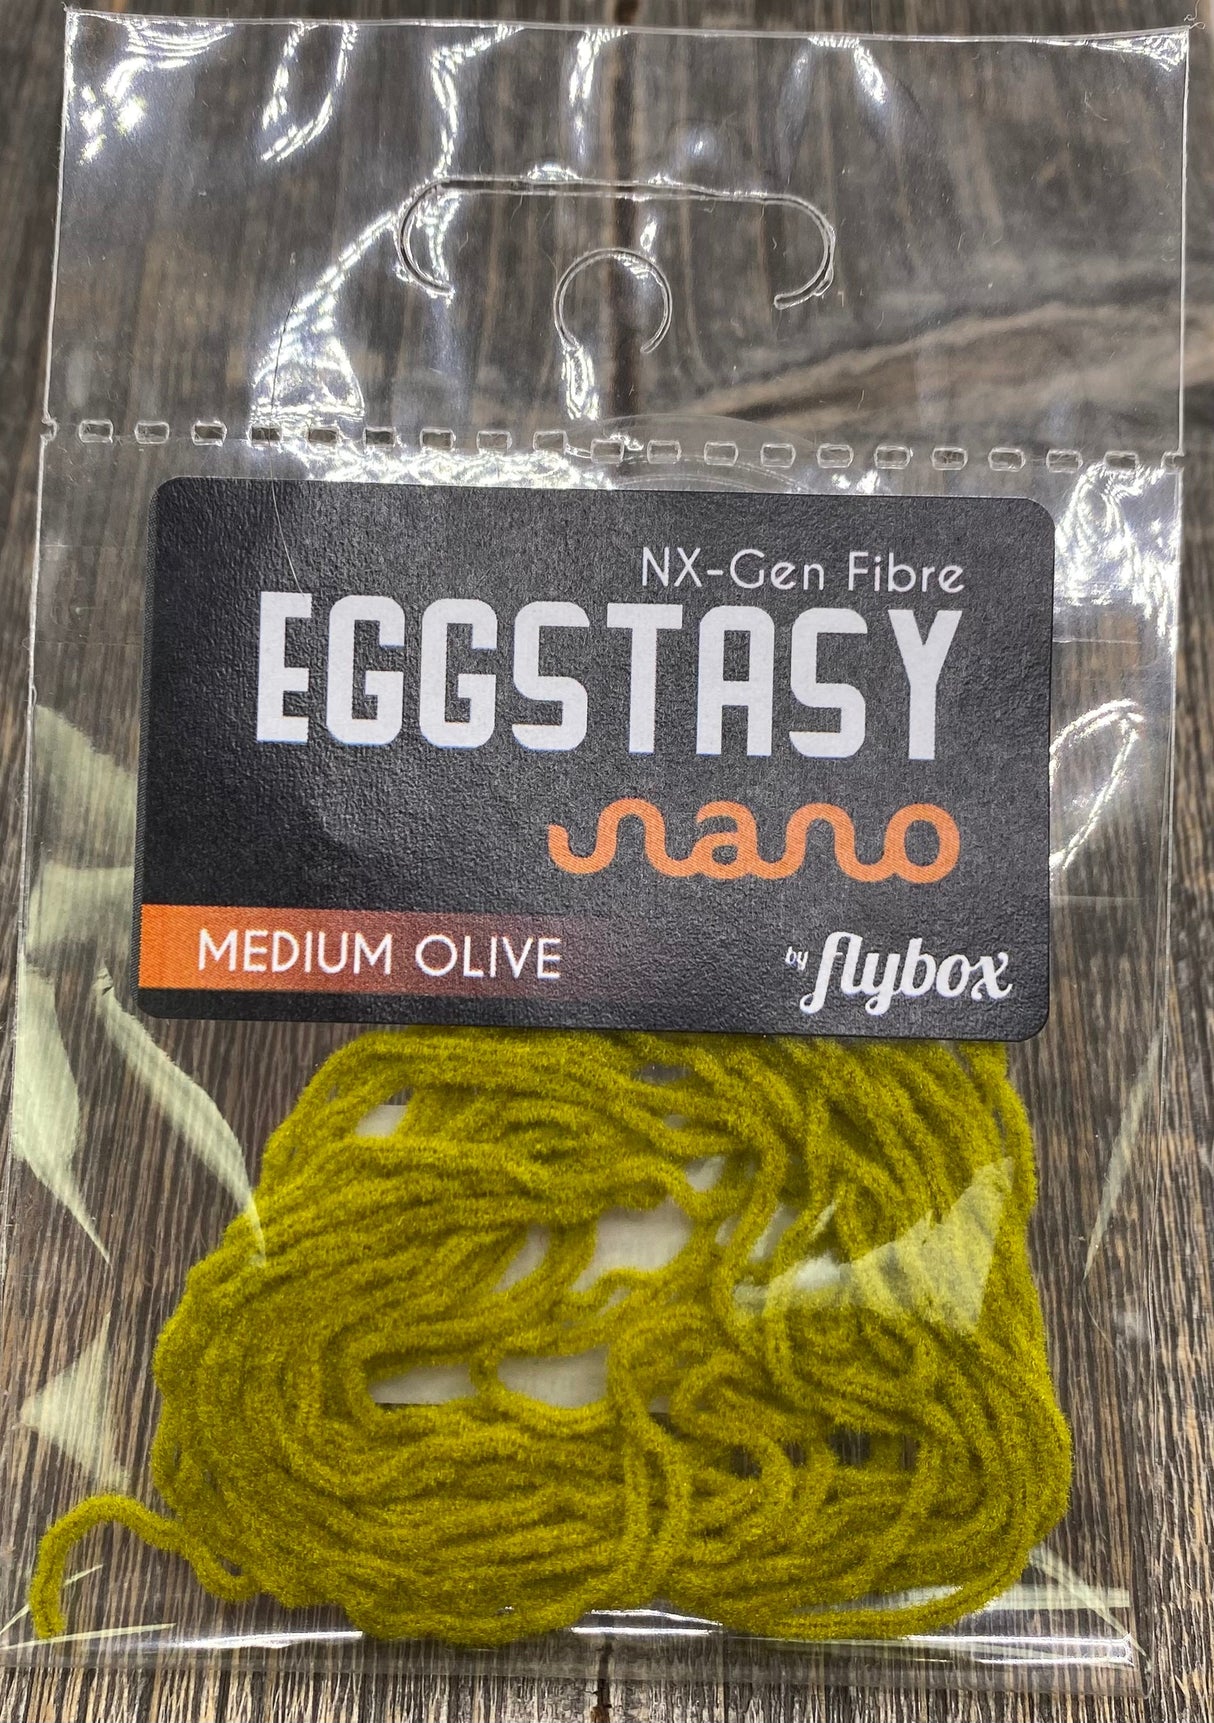 NX-Gen Fibre
EGGSTASY
nano
MEDIUM OLIVE
by flybox